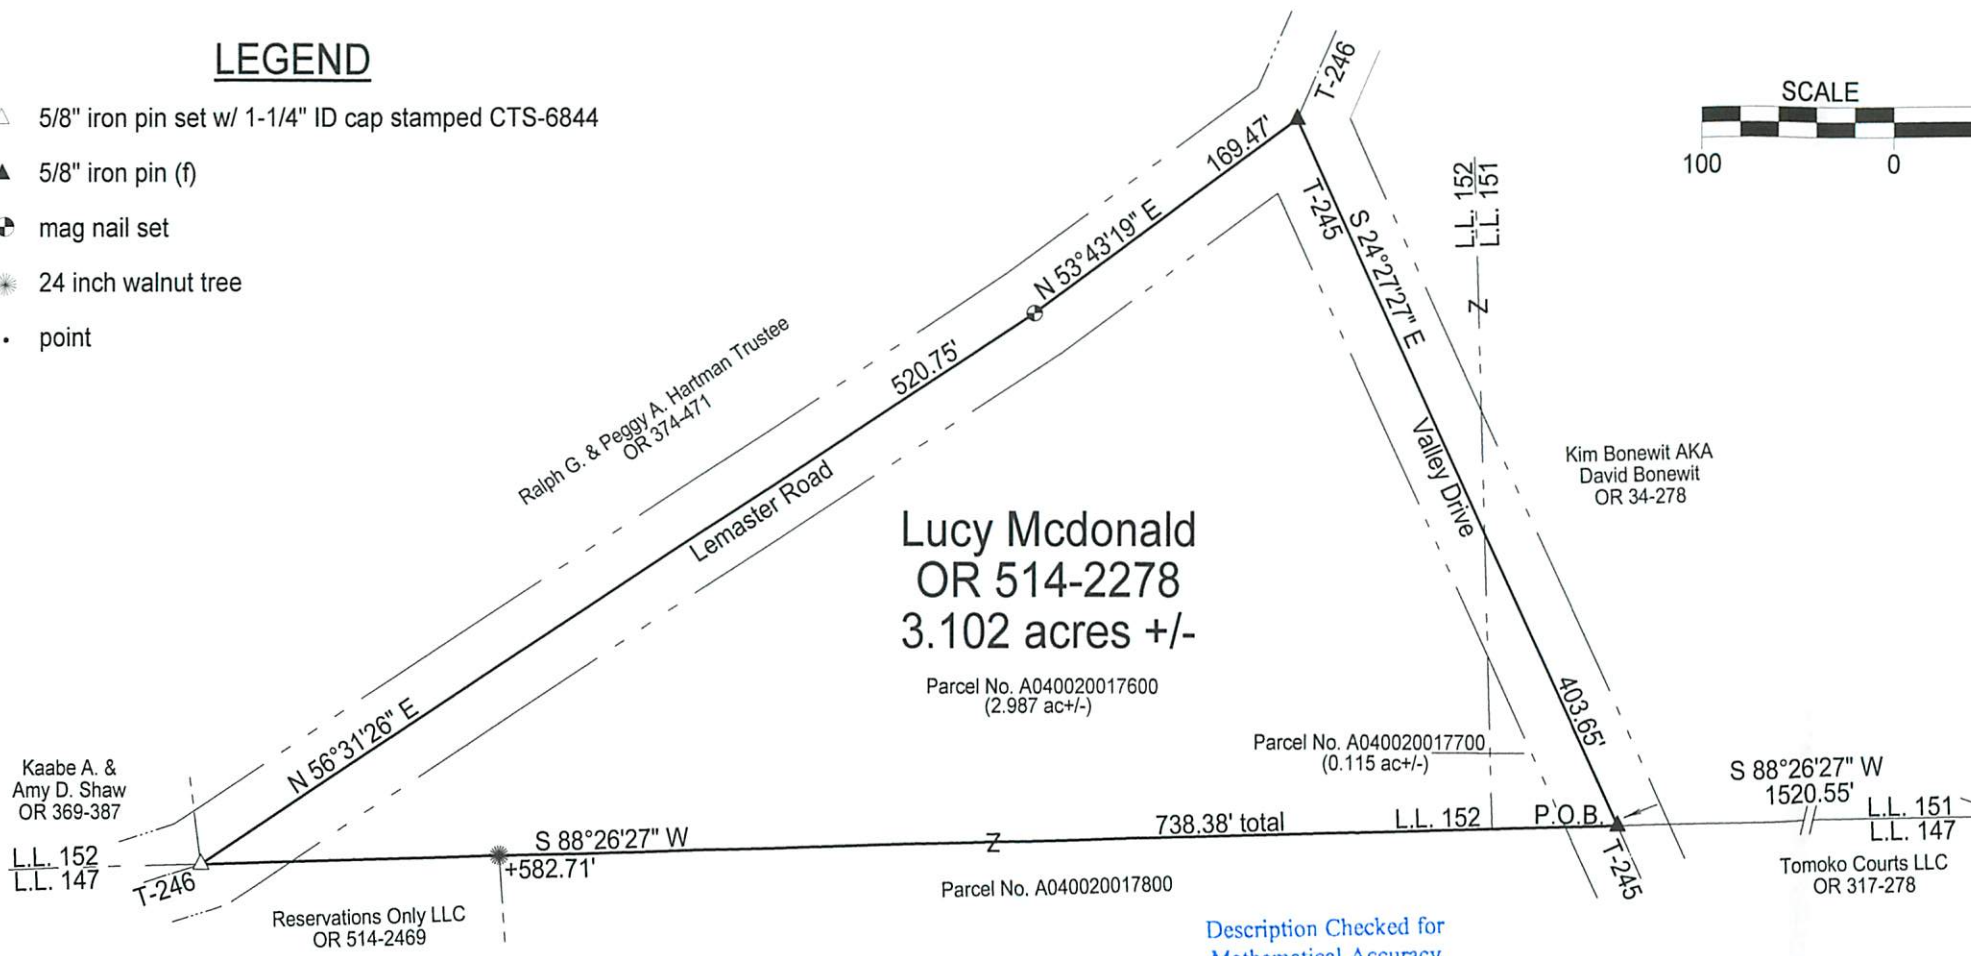 LEGEND
5/8" iron pin set w/ 1-1/4" ID cap stamped CTS-6844
5/8" iron pin (f)
mag nail set
24 inch walnut tree
point
SCALE
100 0
T-246
169.47'
N 53°43'19" E
T-245
S 24°27'27" E
L.L. 152
L.L. 151
Z
520.75'
Ralph G. & Peggy A. Hartman Trustee
OR 374-471
Lemaster Road
Valley Drive
Kim Bonewit AKA
David Bonewit
OR 34-278
Lucy Mcdonald
OR 514-2278
3.102 acres +/-
Parcel No. A040020017600
(2.987 ac+/-)
N 56°31'26" E
403.65'
Parcel No. A040020017700
(0.115 ac+/-)
Kaabe A. &
Amy D. Shaw
OR 369-387
S 88°26'27" W
1520.55'
L.L. 151
L.L. 147
738.38' total
L.L. 152
P.O.B.
S 88°26'27" W
+582.71'
Z
L.L. 152
L.L. 147
T-246
T-245
Parcel No. A040020017800
Tomoko Courts LLC
OR 317-278
Reservations Only LLC
OR 514-2469
Description Checked for
Mathematical Accuracy